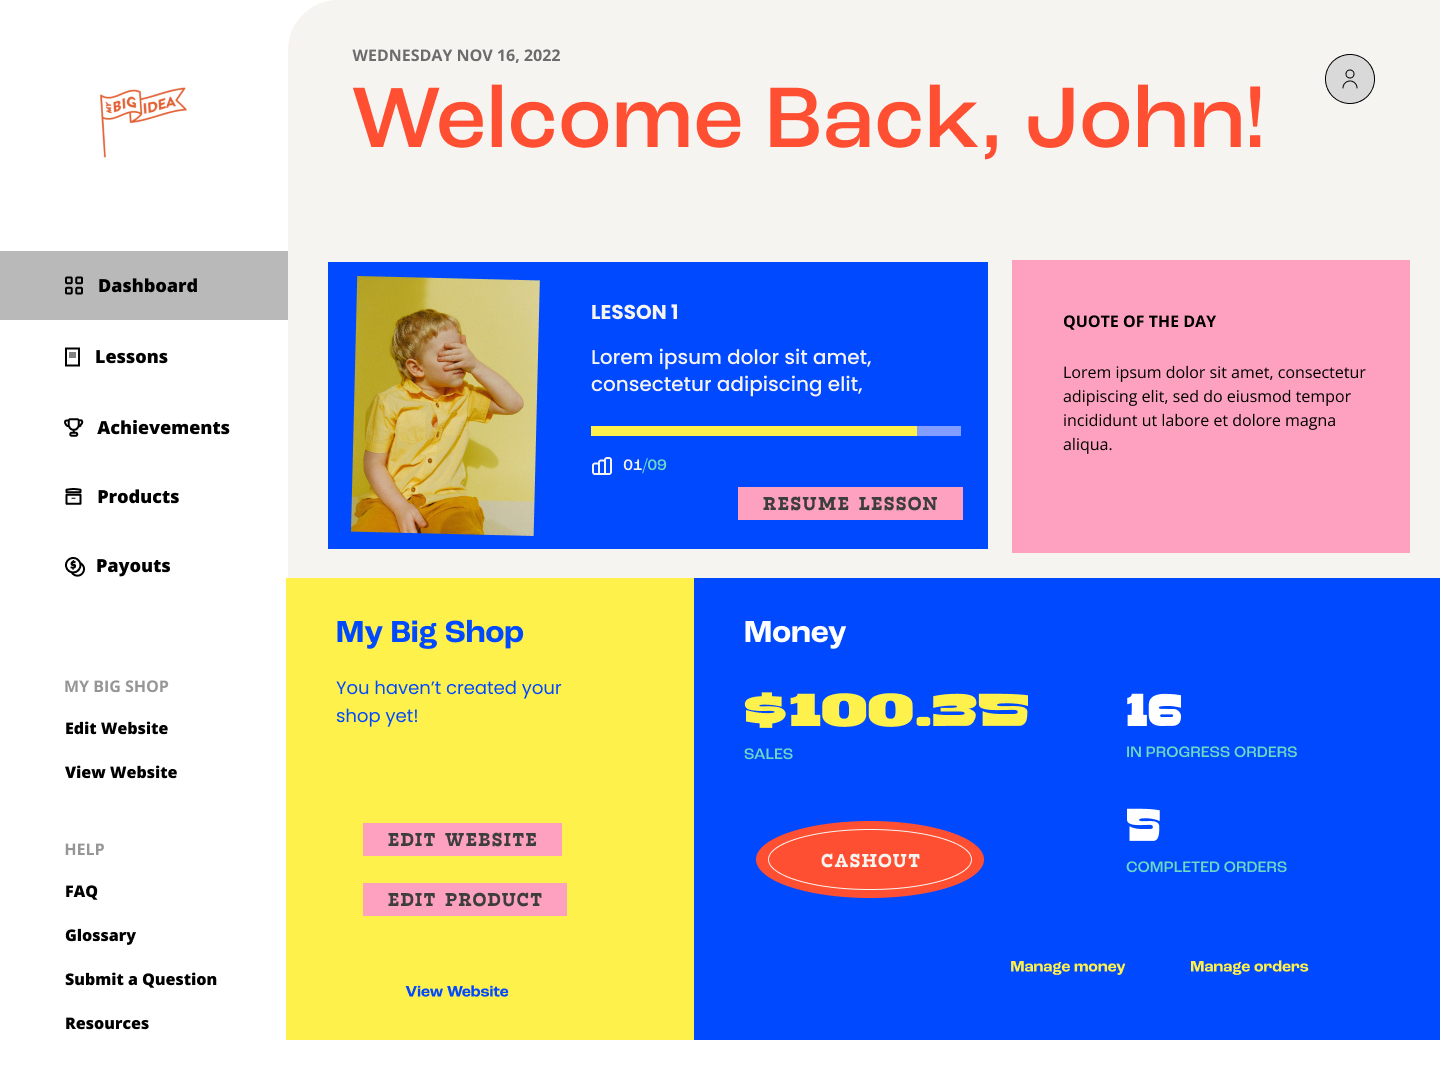 MY BIG IDEA
WEDNESDAY NOV 16, 2022
Welcome Back, John!
Dashboard
Lessons
Achievements
Products
Payouts
MY BIG SHOP
Edit Website
View Website
HELP
FAQ
Glossary
Submit a Question
Resources
LESSON 1
Lorem ipsum dolor sit amet,
consectetur adipiscing elit,
01/09
RESUME LESSON
QUOTE OF THE DAY
Lorem ipsum dolor sit amet, consectetur
adipiscing elit, sed do eiusmod tempor
incididunt ut labore et dolore magna
aliqua.
My Big Shop
You haven’t created your
shop yet!
EDIT WEBSITE
EDIT PRODUCT
View Website
Money
$100.35
SALES
16
IN PROGRESS ORDERS
CASHOUT
5
COMPLETED ORDERS
Manage money
Manage orders